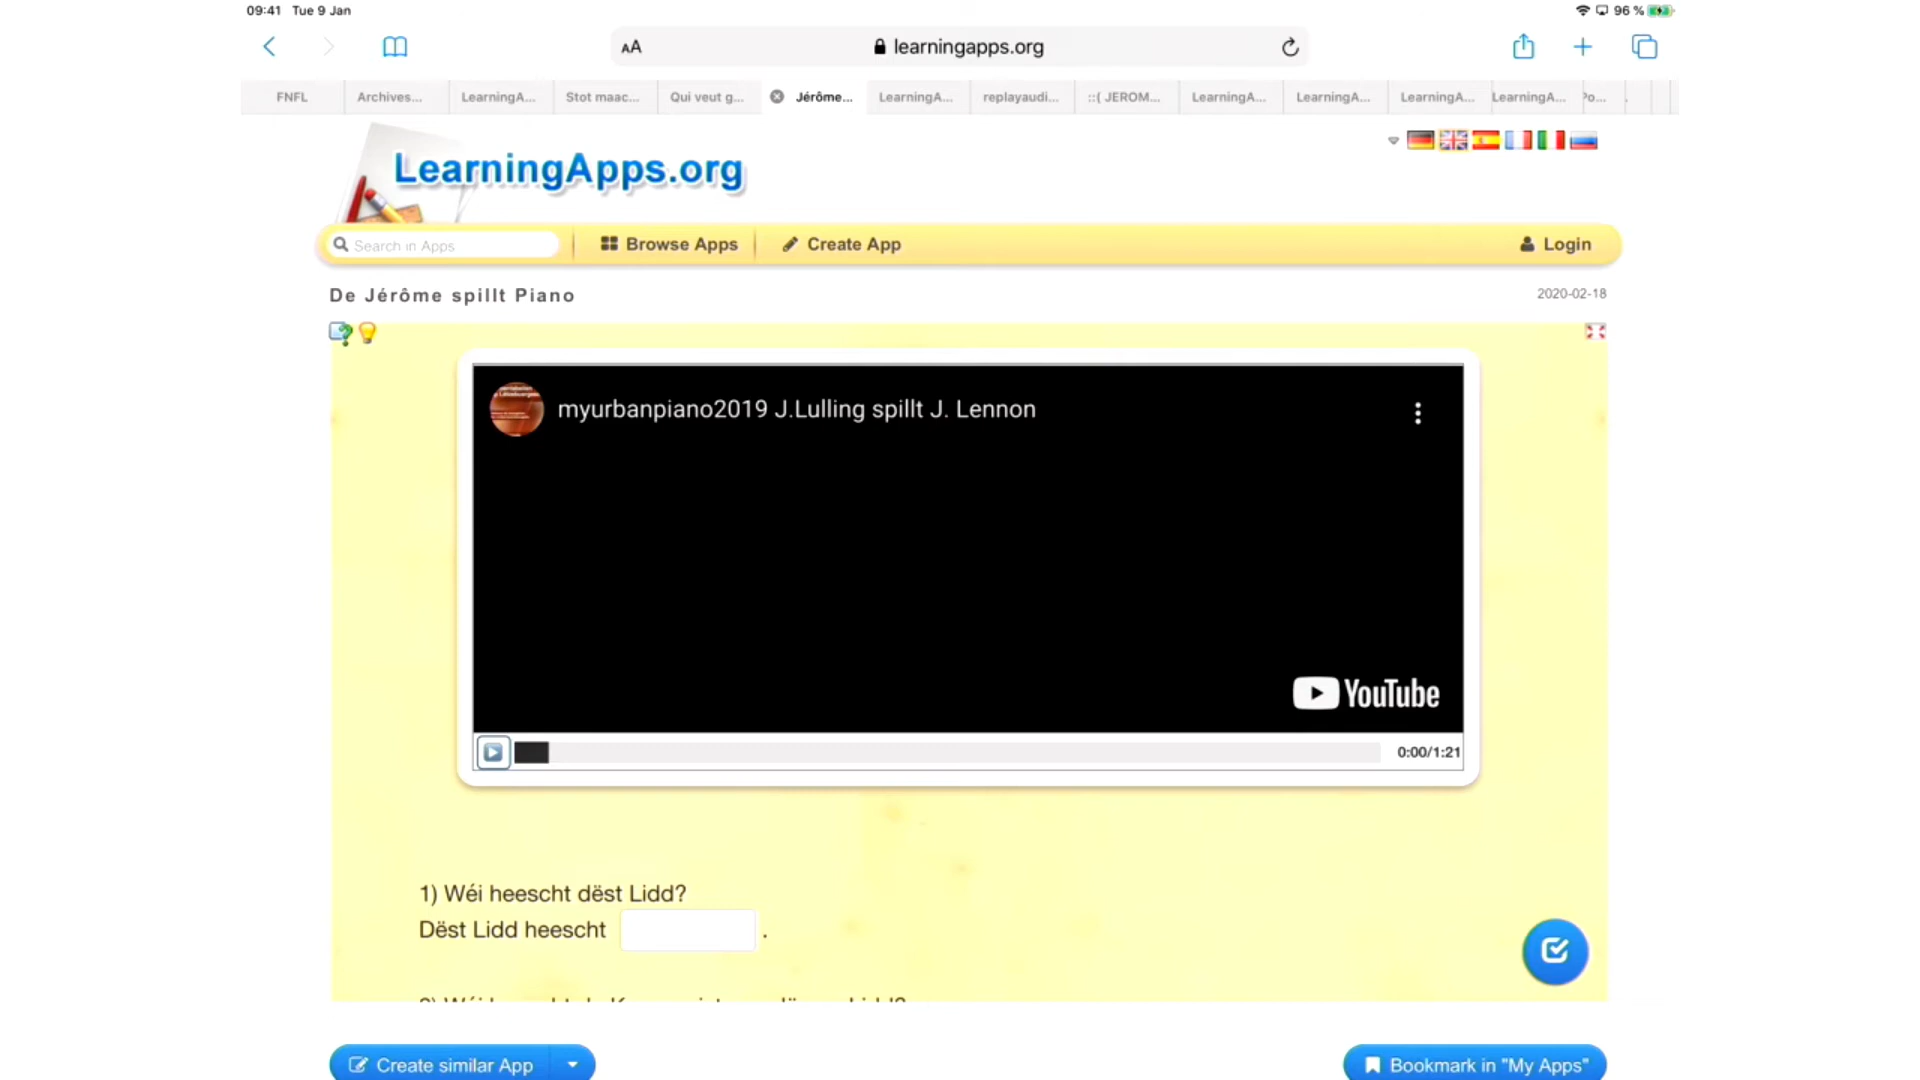 09:41 Tue 9 Jan
96 %
AA learningapps.org
FNFL Archives... LearningA... Stot maac... Qui veut g... Jérôme... LearningA... replayaudi... ::( JEROM... LearningA... LearningA... LearningA... LearningA...
LearningApps.org
Search in Apps Browse Apps Create App Login
De Jérôme spillt Piano
2020-02-18
myurbanpiano2019 J.Lulling spillt J. Lennon
YouTube
0:00/1:21
1) Wéi heescht dëst Lidd?
Dëst Lidd heescht .
Create similar App
Bookmark in "My Apps"